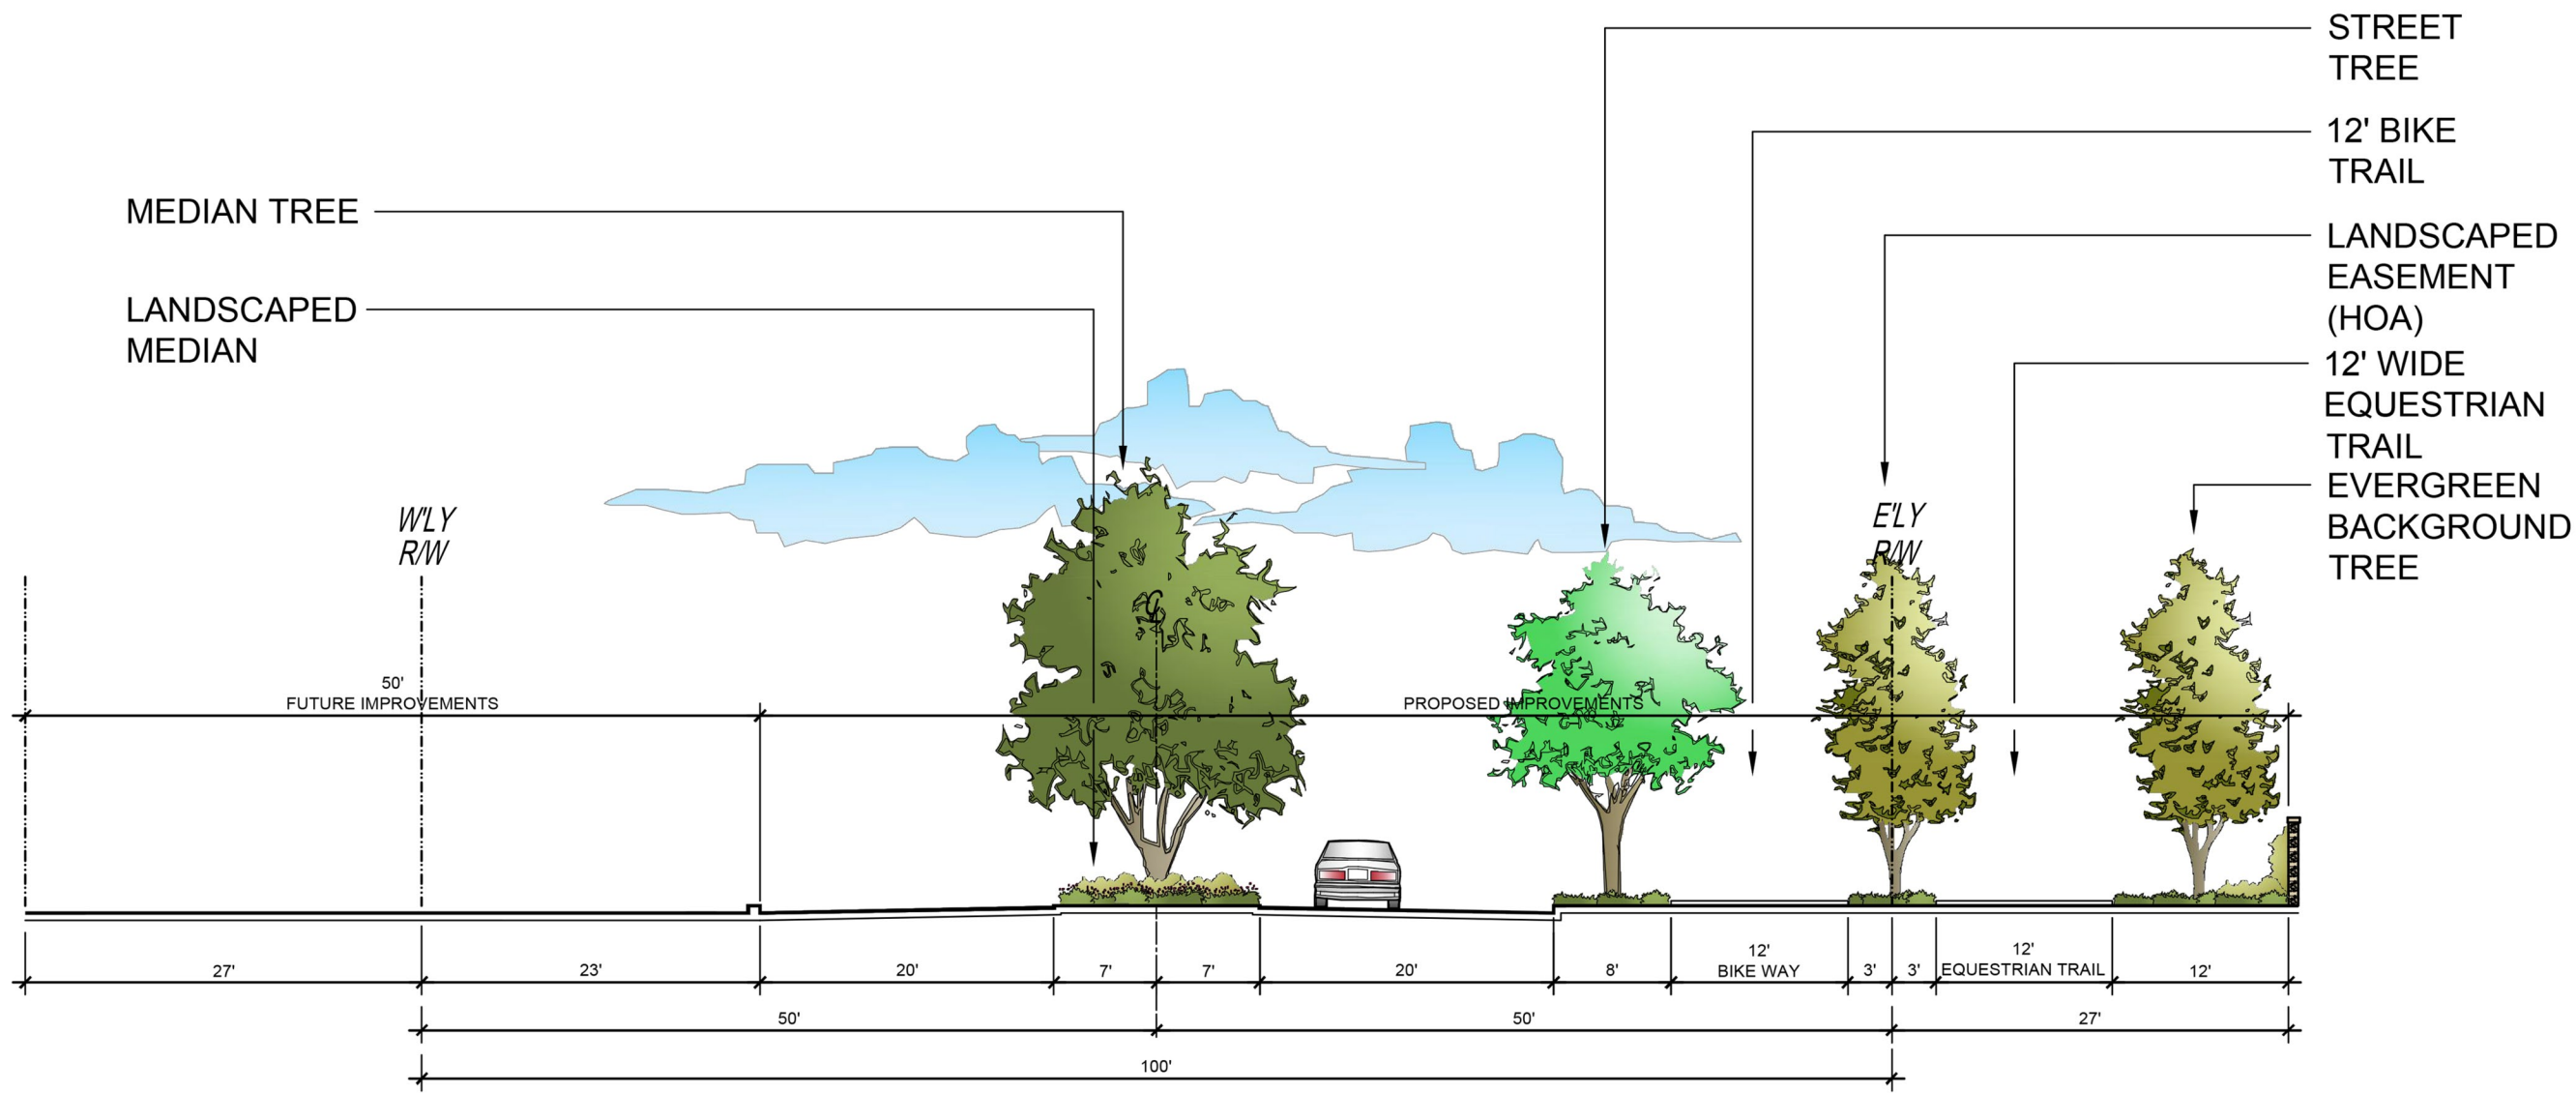 STREET
TREE
12' BIKE
TRAIL
MEDIAN TREE
LANDSCAPED
EASEMENT
(HOA)
LANDSCAPED
MEDIAN
12' WIDE
EQUESTRIAN
TRAIL
EVERGREEN
BACKGROUND
TREE
W'LY
R/W
E'LY
R/W
50'
FUTURE IMPROVEMENTS
PROPOSED IMPROVEMENTS
27'
23'
20'
7'
7'
20'
8'
12'
BIKE WAY
3'
3'
12'
EQUESTRIAN TRAIL
12'
50'
50'
27'
100'